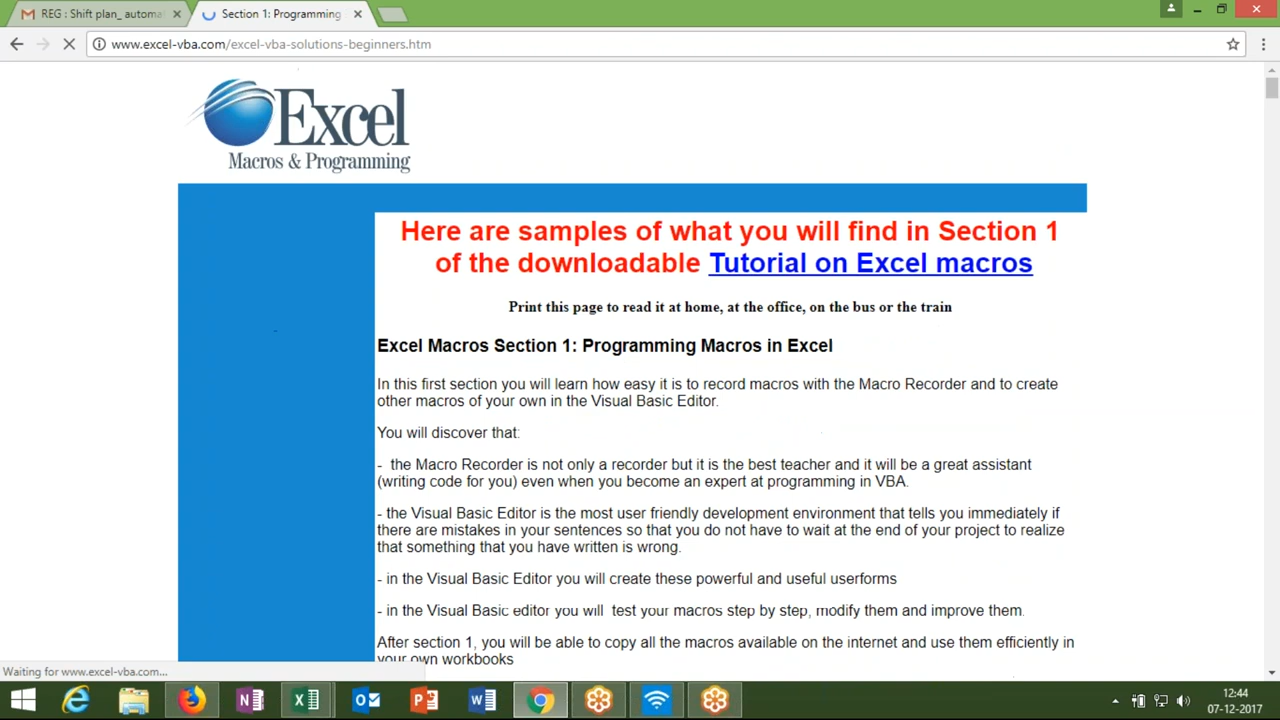 REG : Shift plan_ automa
Section 1: Programming
www.excel-vba.com/excel-vba-solutions-beginners.htm
Excel
Macros & Programming
Here are samples of what you will find in Section 1
of the downloadable Tutorial on Excel macros
Print this page to read it at home, at the office, on the bus or the train
Excel Macros Section 1: Programming Macros in Excel
In this first section you will learn how easy it is to record macros with the Macro Recorder and to create
other macros of your own in the Visual Basic Editor.
You will discover that:
- the Macro Recorder is not only a recorder but it is the best teacher and it will be a great assistant
(writing code for you) even when you become an expert at programming in VBA.
- the Visual Basic Editor is the most user friendly development environment that tells you immediately if
there are mistakes in your sentences so that you do not have to wait at the end of your project to realize
that something that you have written is wrong.
- in the Visual Basic Editor you will create these powerful and useful userforms
- in the Visual Basic editor you will test your macros step by step, modify them and improve them.
After section 1, you will be able to copy all the macros available on the internet and use them efficiently in
your own workbooks
Waiting for www.excel-vba.com...
12:44
07-12-2017